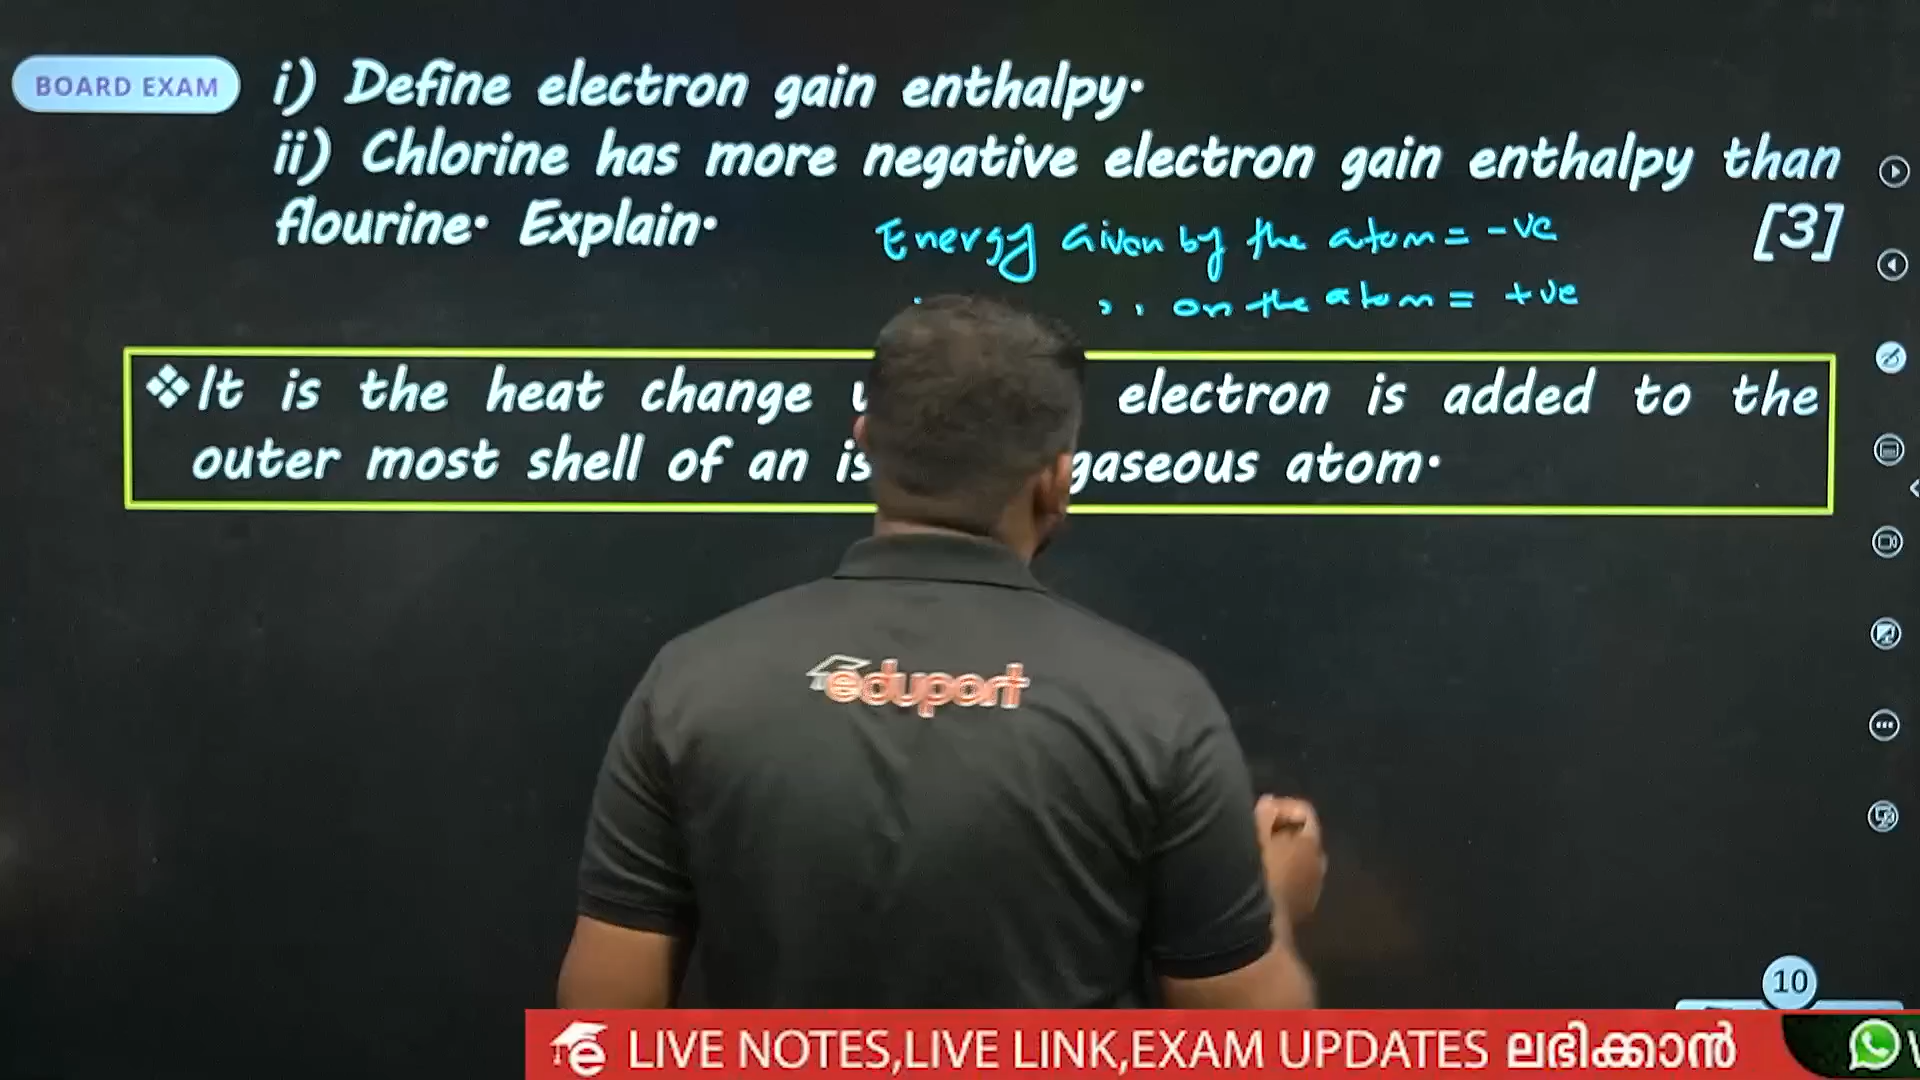 BOARD EXAM
i) Define electron gain enthalpy.
ii) Chlorine has more negative electron gain enthalpy than
flourine. Explain.
[3]
Energy Given by the atom = -ve
,, on the atom = +ve
❖It is the heat change electron is added to the
outer most shell of an is gaseous atom.
eduport
10
LIVE NOTES,LIVE LINK,EXAM UPDATES ലഭിക്കാൻ